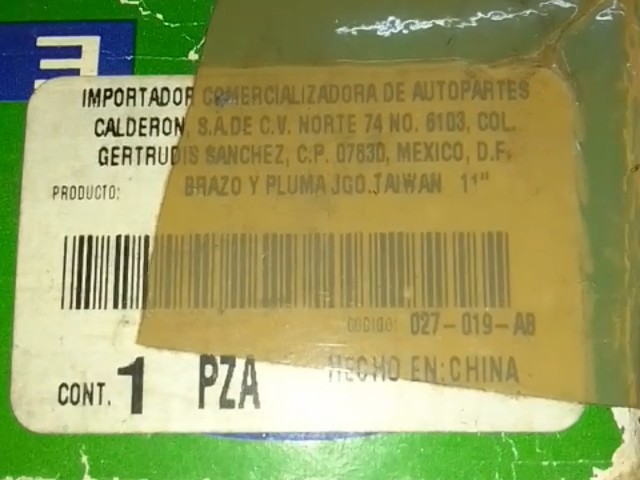 IMPORTADOR COMERCIALIZADORA DE AUTOPARTES
CALDERON, S.A. DE C.V. NORTE 74 NO. 6103, COL.
GERTRUDIS SANCHEZ, C.P. 07830, MEXICO, D.F.
PRODUCTO: BRAZO Y PLUMA JGO.TAIWAN 11"
CODIGO: 027-019-AB
CONT. 1 PZA HECHO EN: CHINA